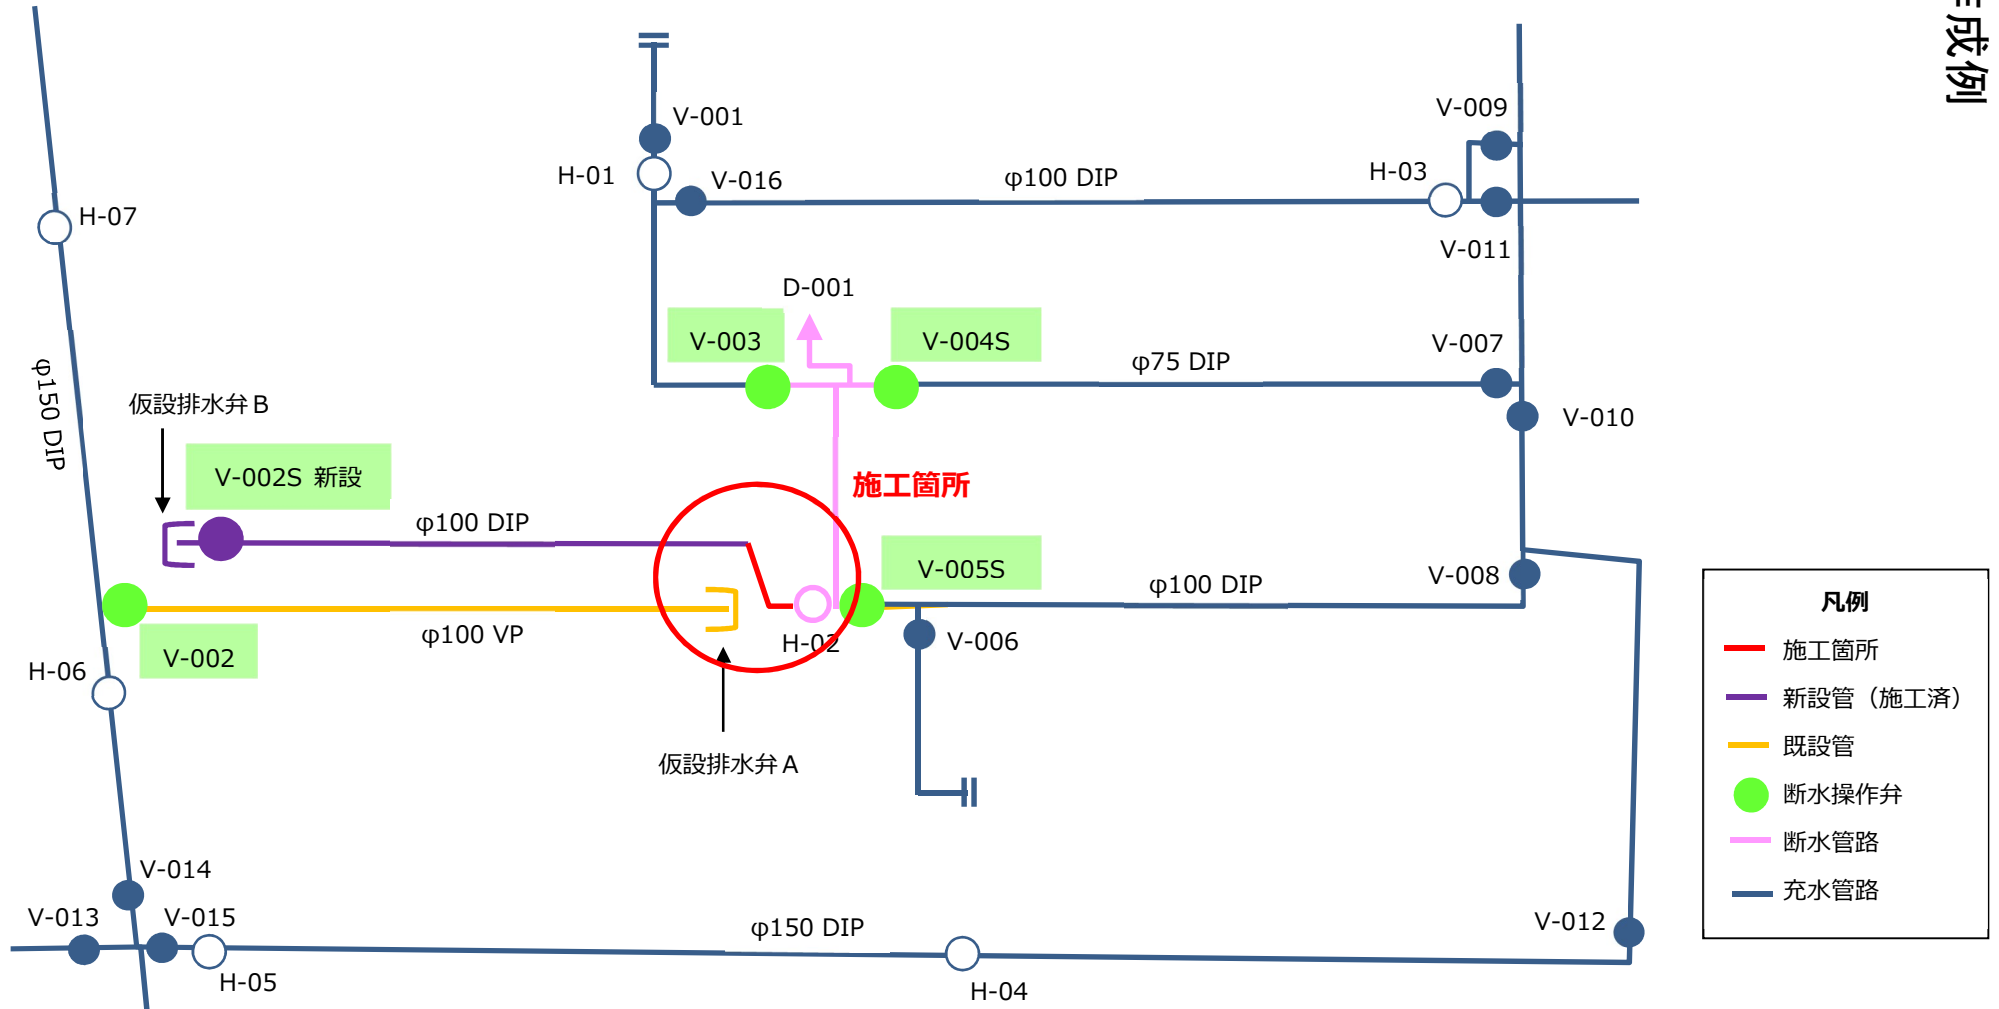 成例
V-001
V-009
H-01
V-016
φ100 DIP
H-03
H-07
V-011
D-001
V-003
V-004S
V-007
φ75 DIP
φ150 DIP
仮設排水弁B
V-010
V-002S 新設
施工箇所
φ100 DIP
V-005S
V-008
φ100 DIP
φ100 VP
H-02
V-006
V-002
H-06
仮設排水弁A
凡例
施工箇所
新設管（施工済）
既設管
断水操作弁
断水管路
充水管路
V-014
V-013
V-015
φ150 DIP
V-012
H-05
H-04